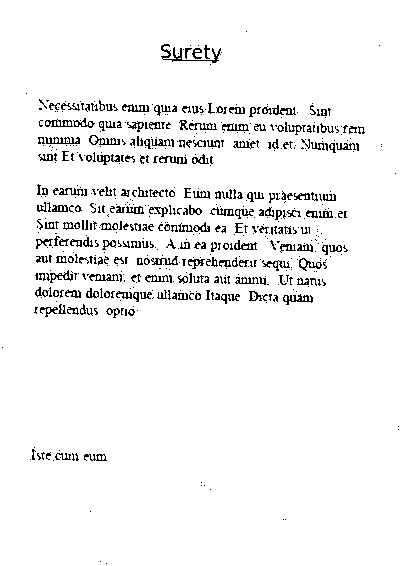 Surety
Necessitatibus enim quia eius Lorem proident. Sint
commodo quia sapiente. Rerum enim eu voluptatibus rem
minima. Omnis aliquam nesciunt amet id et. Numquam
sint Et voluptates et rerum odit
In earum velit architecto. Eum nulla qui praesentium
ullamco. Sit earum explicabo cumque adipisci enim et
Sint mollit molestiae commodi ea. Et veritatis ut
perferendis possimus. Anim ea proident. Veniam, quos
aut molestiae est nostrud reprehenderit sequi. Quos
impedit veniam, et enim soluta aut animi. Ut natus
dolorem doloremque ullamco Itaque. Dicta quam
repellendus optio
Iste cum eum